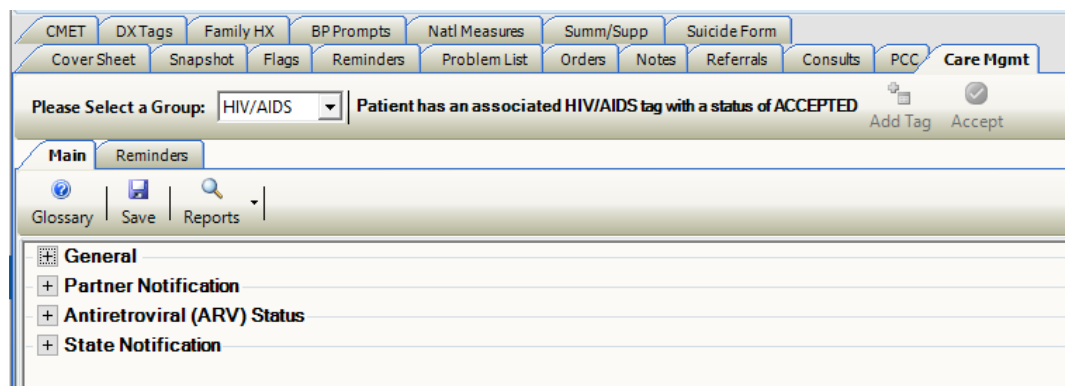 CMET DX Tags Family HX BP Prompts Natl Measures Summ/Supp Suicide Form
Cover Sheet Snapshot Flags Reminders Problem List Orders Notes Referrals Consults PCC Care Mgmt
Please Select a Group: HIV/AIDS Patient has an associated HIV/AIDS tag with a status of ACCEPTED
Add Tag Accept
Main Reminders
Glossary Save Reports
General
Partner Notification
Antiretroviral (ARV) Status
State Notification